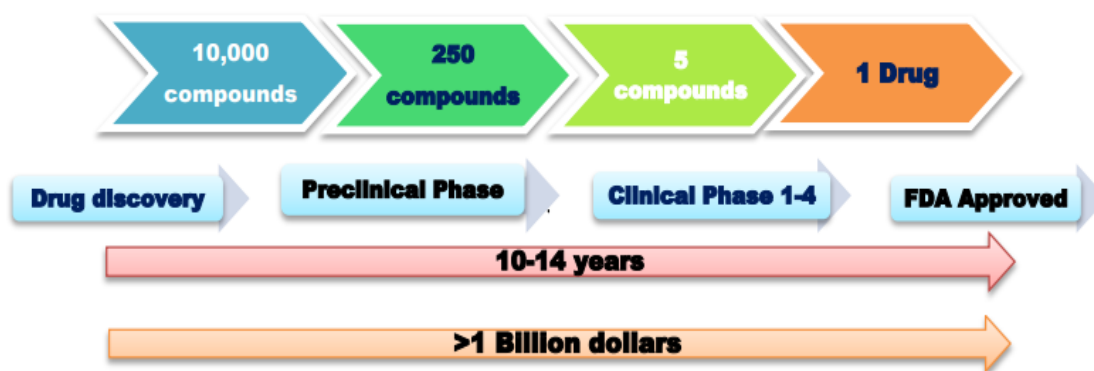 10,000
compounds
250
compounds
5
compounds
1 Drug
Drug discovery
Preclinical Phase
Clinical Phase 1-4
FDA Approved
10-14 years
>1 Billion dollars